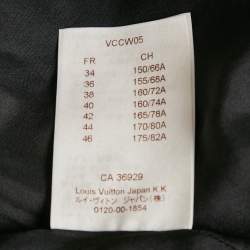 VCCW05
FR CH
34 150/66A
36 155/68A
38 160/72A
40 160/74A
42 165/78A
44 170/80A
46 175/82A
CA 36929
Louis Vuitton Japan K.K
ルイ・ヴィトン ジャパン(株)
0120-00-1854